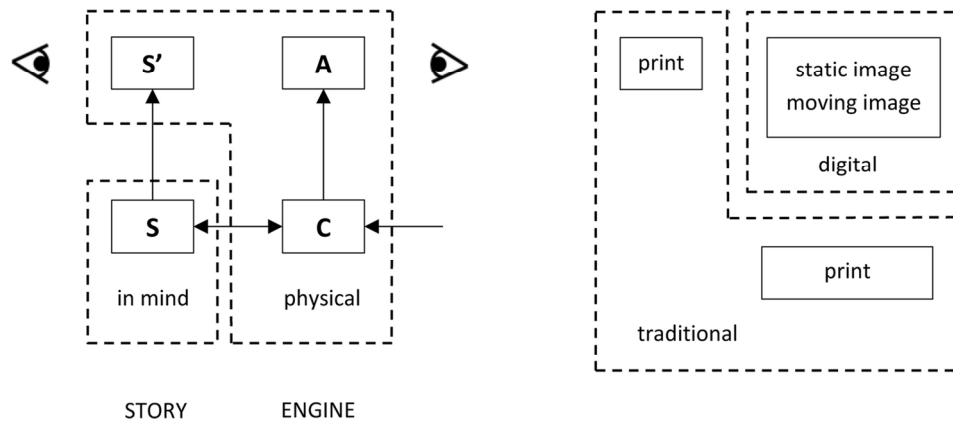 S’
A
S
C
in mind
physical
STORY
ENGINE
print
static image
moving image
digital
print
traditional